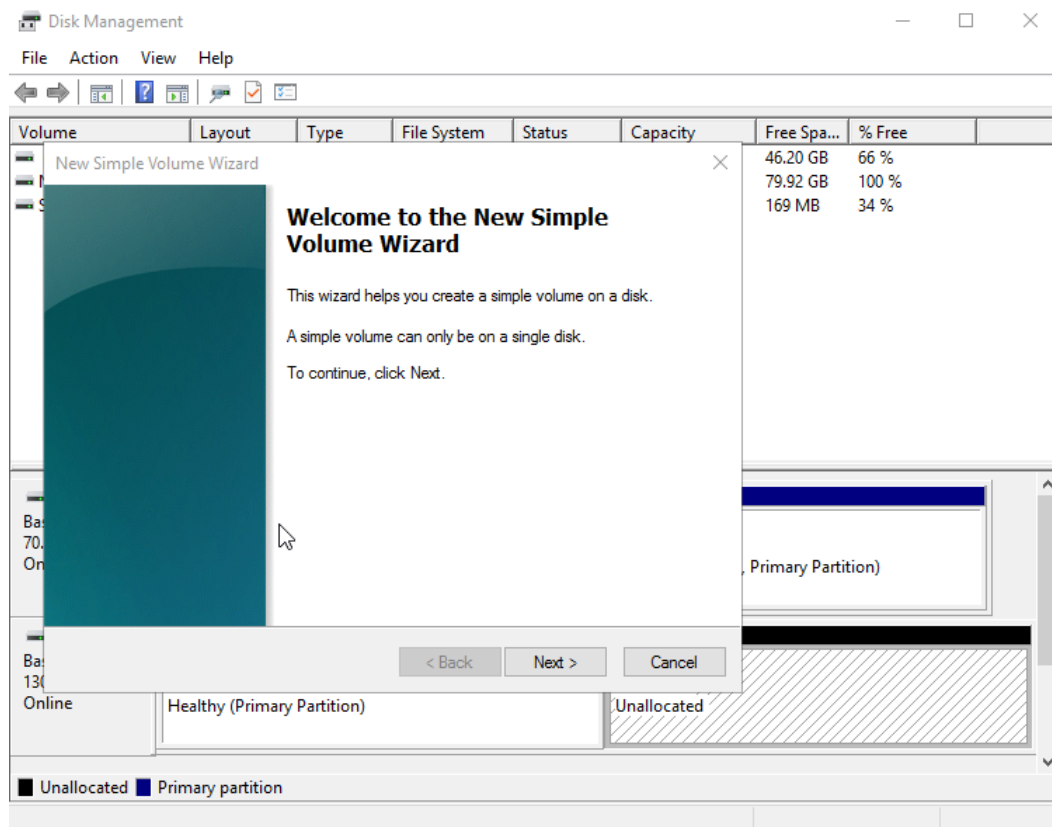 Disk Management
File Action View Help
Volume Layout Type File System Status Capacity Free Spa... % Free
New Simple Volume Wizard
46.20 GB 66 %
79.92 GB 100 %
169 MB 34 %
Welcome to the New Simple
Volume Wizard
This wizard helps you create a simple volume on a disk.
A simple volume can only be on a single disk.
To continue, click Next.
, Primary Partition)
< Back Next > Cancel
Online
Healthy (Primary Partition)
Unallocated
Unallocated Primary partition